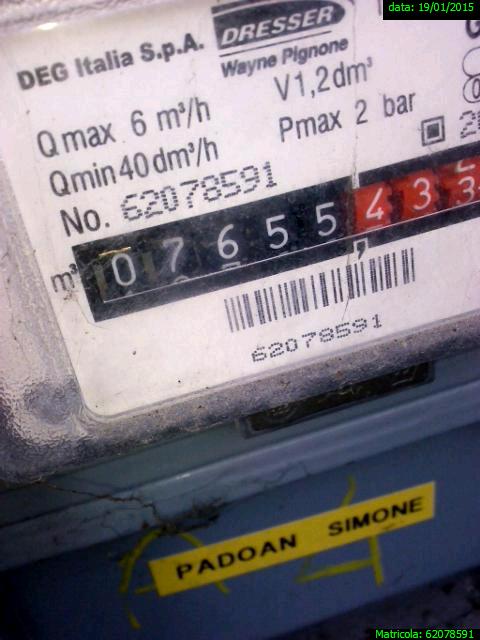 data: 19/01/2015
DRESSER
Wayne Pignone
DEG Italia S.p.A.
Qmax 6 m³/h
V1,2dm³
Qmin 40dm³/h
Pmax 2 bar
No. 62078591
m³ 07655,433
62078591
PADOAN SIMONE
Matricola: 62078591